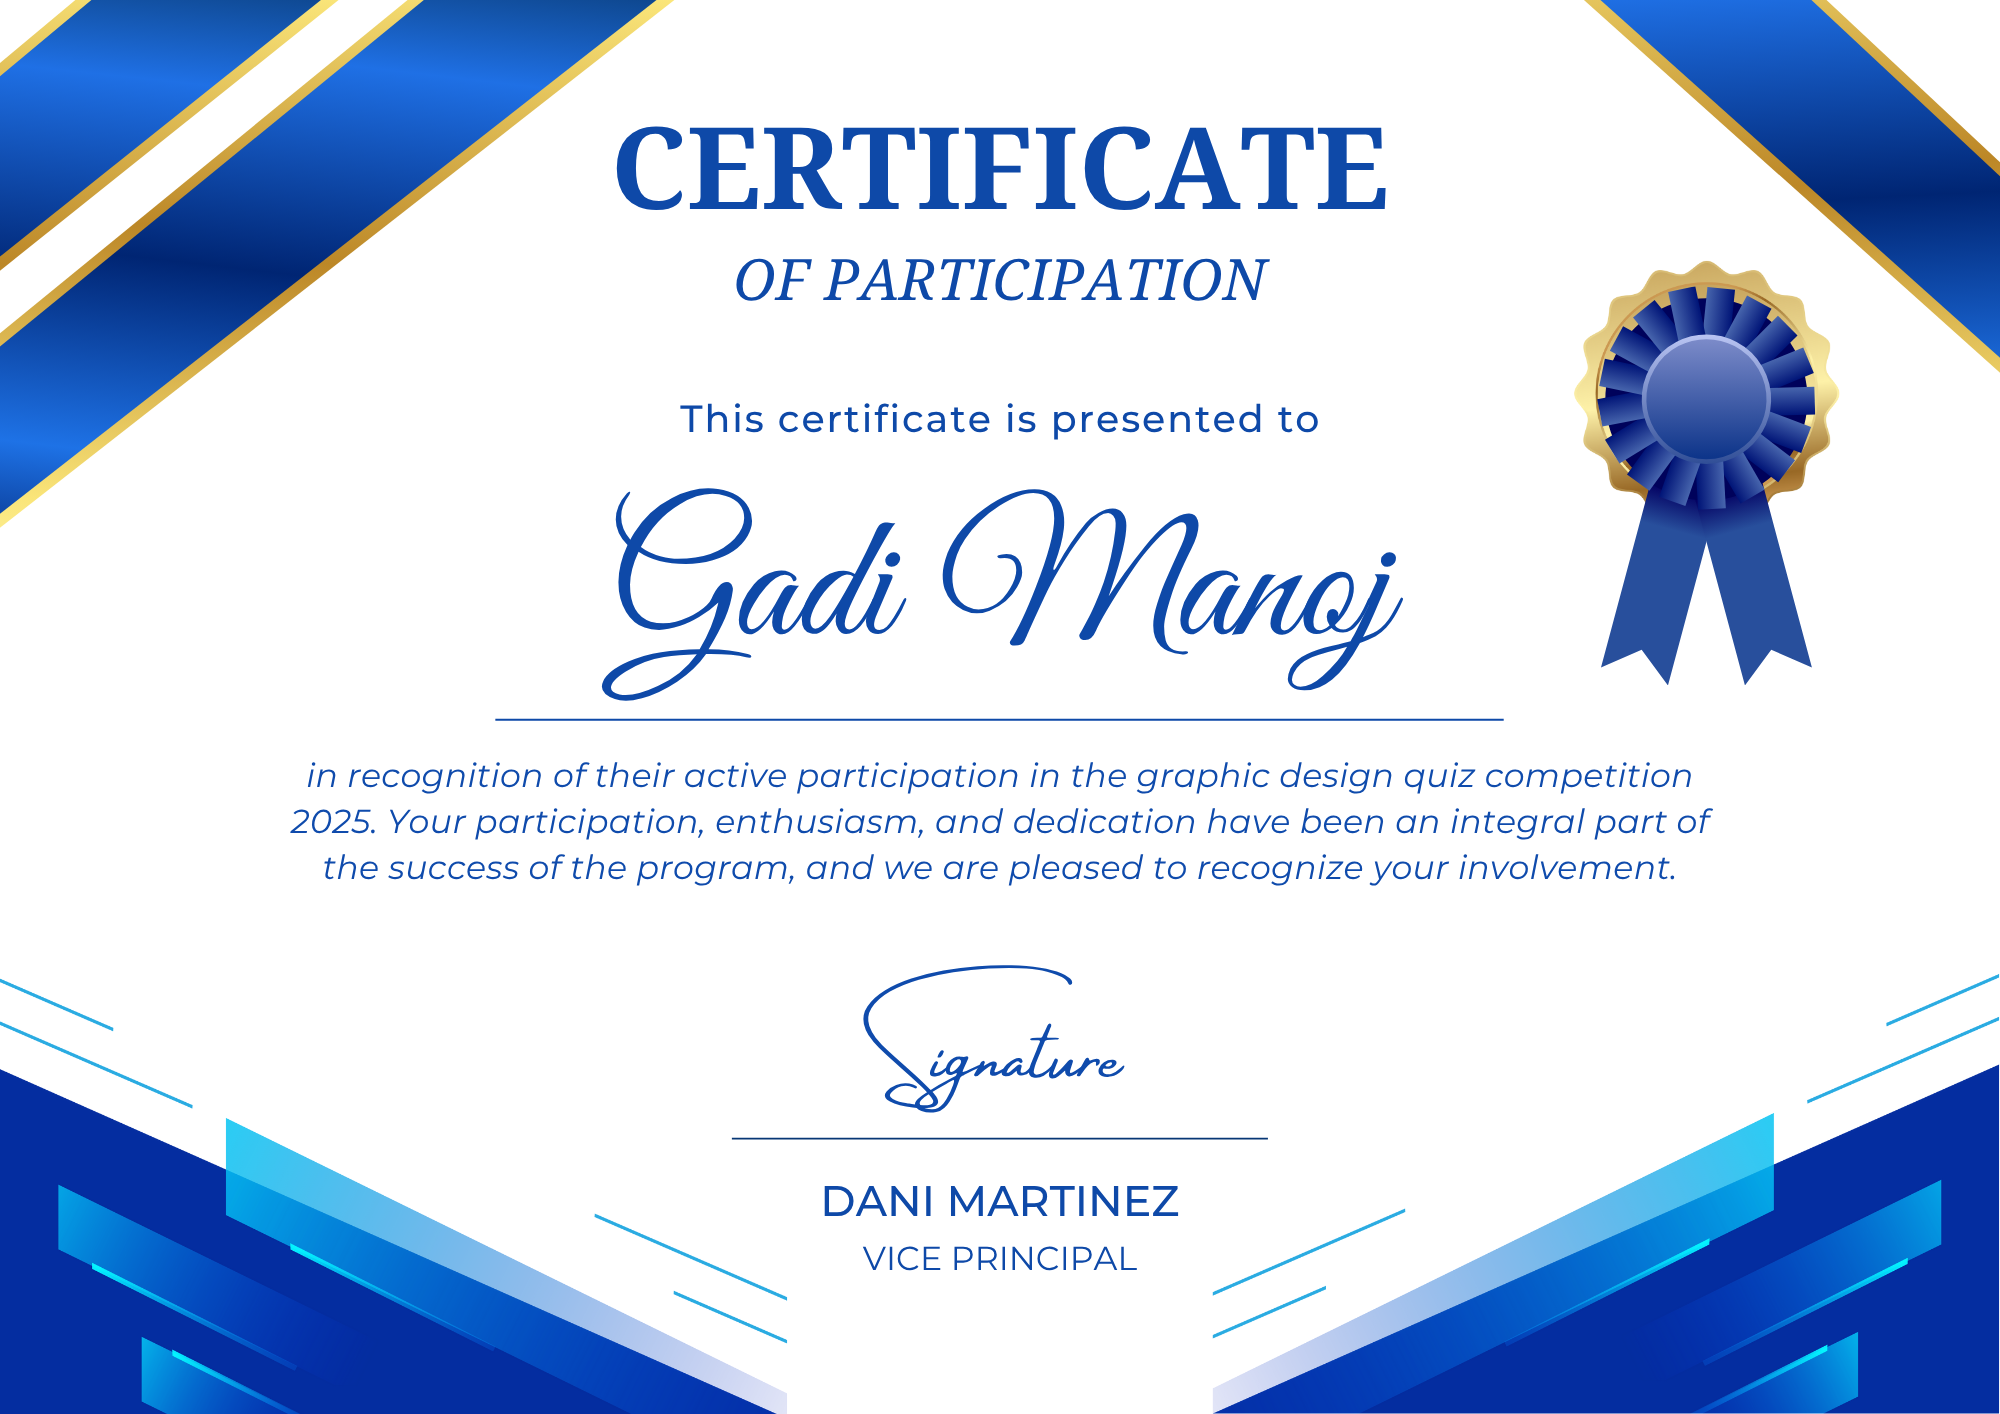 CERTIFICATE
OF PARTICIPATION
This certificate is presented to
Gadi Manoj
in recognition of their active participation in the graphic design quiz competition
2025. Your participation, enthusiasm, and dedication have been an integral part of
the success of the program, and we are pleased to recognize your involvement.
Signature
DANI MARTINEZ
VICE PRINCIPAL